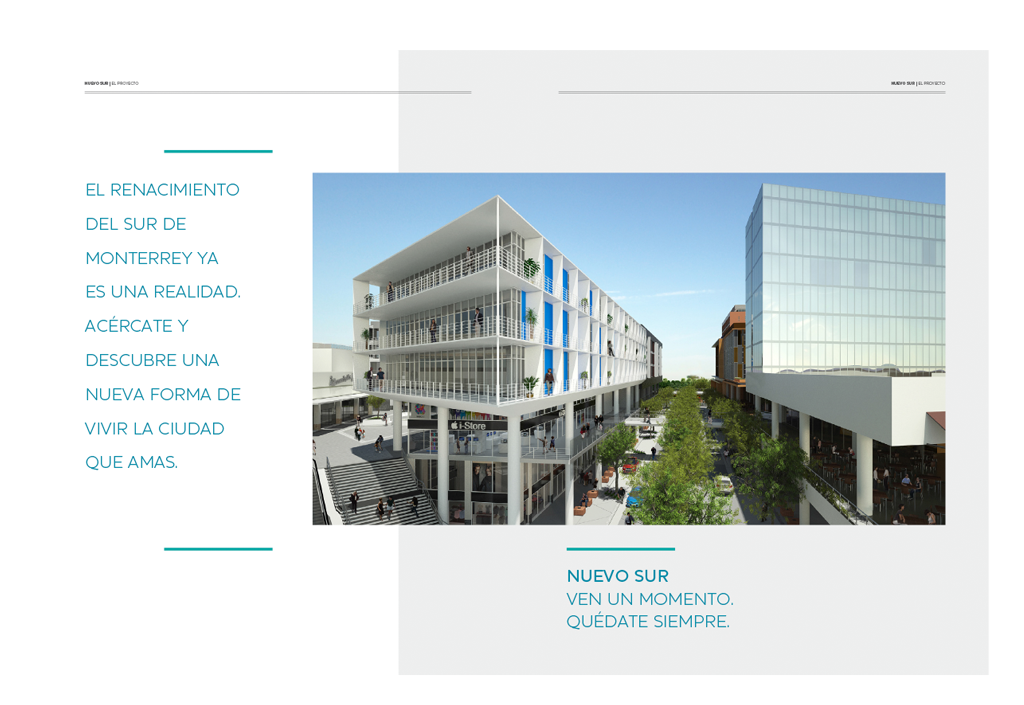 NUEVO SUR | EL PROYECTO
NUEVO SUR | EL PROYECTO
EL RENACIMIENTO
DEL SUR DE
MONTERREY YA
ES UNA REALIDAD.
ACÉRCATE Y
DESCUBRE UNA
NUEVA FORMA DE
VIVIR LA CIUDAD
QUE AMAS.
i-Store
NUEVO SUR
VEN UN MOMENTO.
QUÉDATE SIEMPRE.